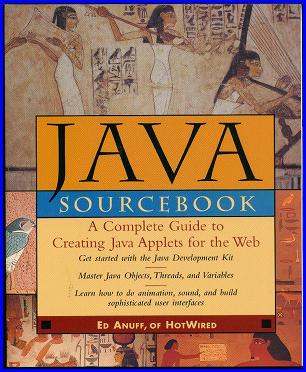 JAVA
SOURCEBOOK
A Complete Guide to
Creating Java Applets for the Web
Get started with the Java Development Kit
Master Java Objects, Threads, and Variables
Learn how to do animation, sound, and build
sophisticated user interfaces
ED ANUFF, OF HOTWIRED